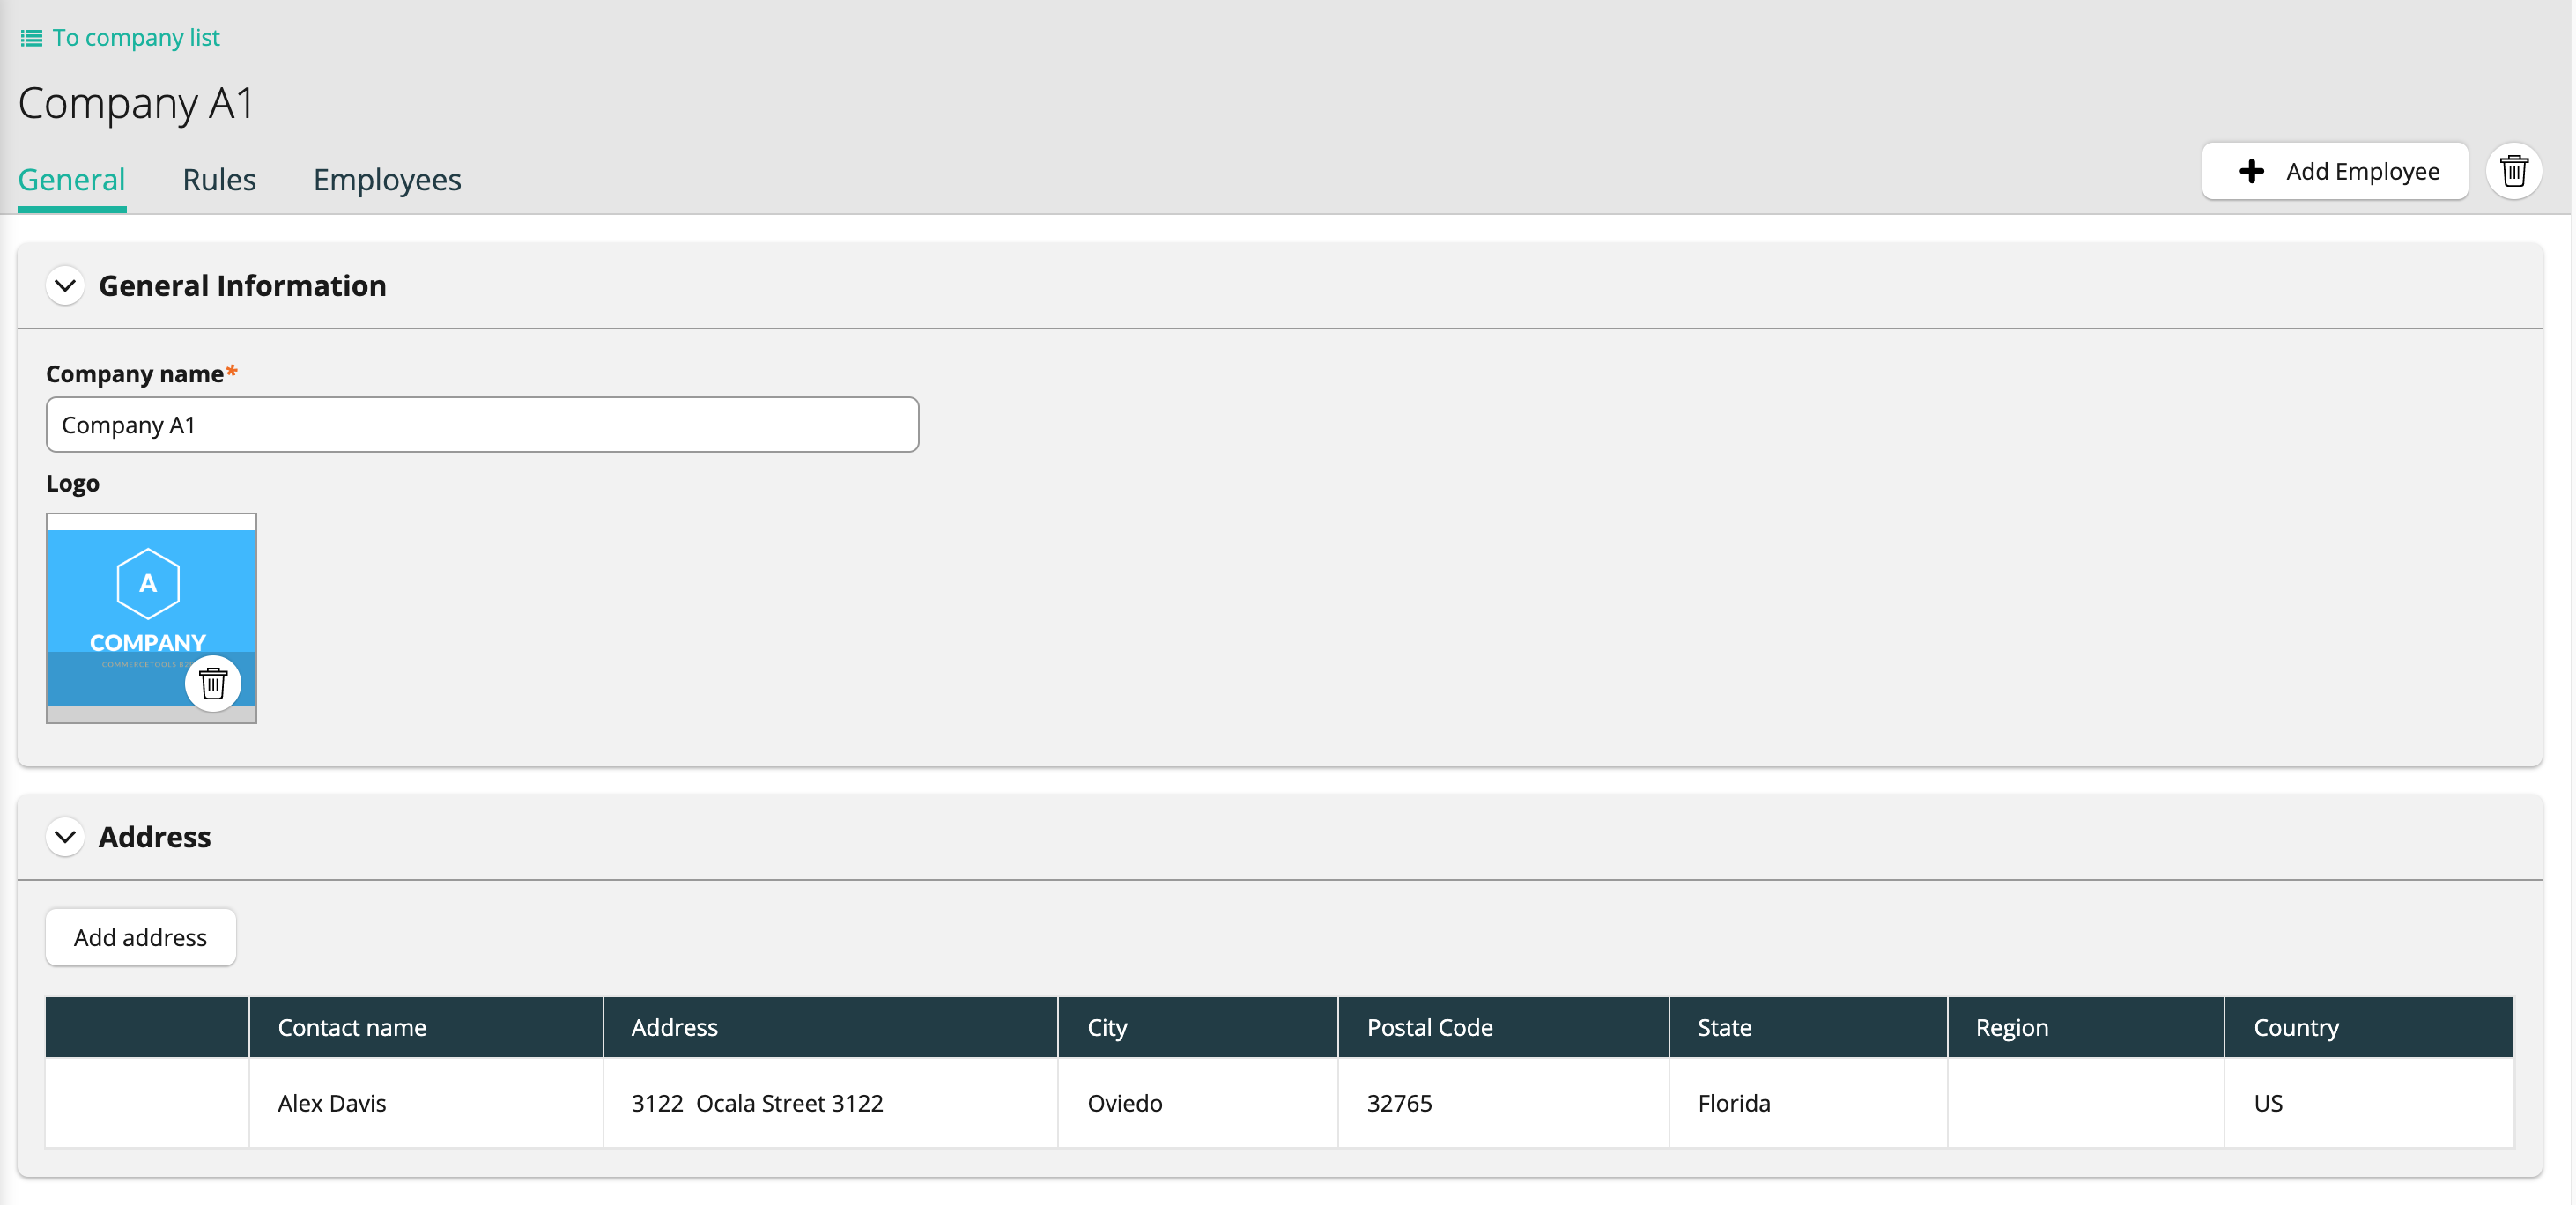 To company list
Company A1
General Rules Employees
Add Employee
General Information
Company name*
Company A1
Logo
A
COMPANY
COMMERCETOOLS
Address
Add address
Contact name Address City Postal Code State Region Country
Alex Davis 3122 Ocala Street 3122 Oviedo 32765 Florida US